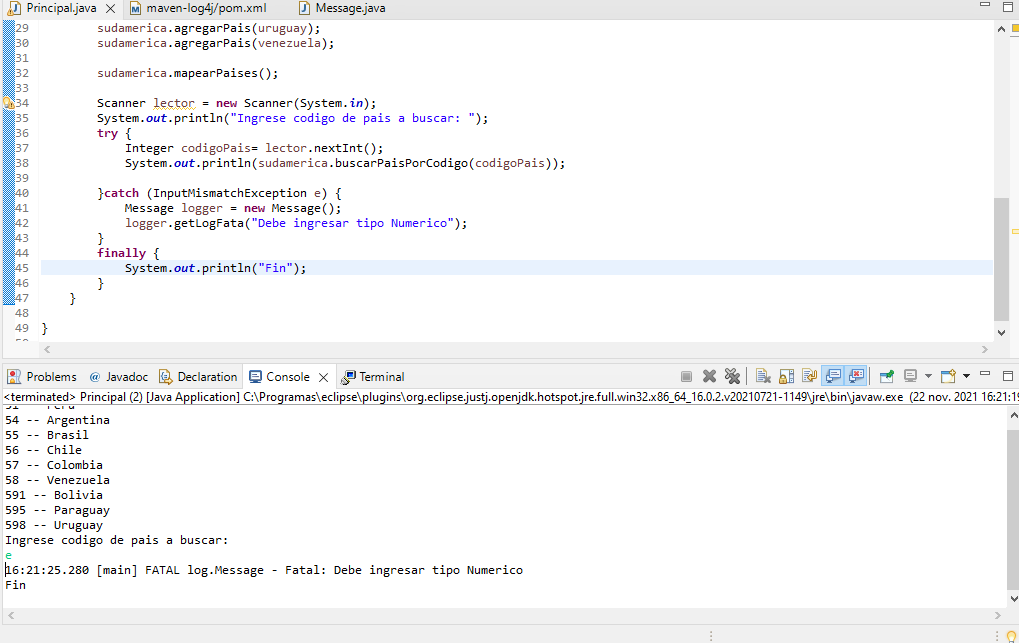 Principal.java maven-log4j/pom.xml Message.java
29 sudamerica.agregarPais(uruguay);
30 sudamerica.agregarPais(venezuela);
31
32 sudamerica.mapearPaises();
33
34 Scanner lector = new Scanner(System.in);
35 System.out.println("Ingrese codigo de pais a buscar: ");
36 try {
37 Integer codigoPais= lector.nextInt();
38 System.out.println(sudamerica.buscarPaisPorCodigo(codigoPais));
39
40 }catch (InputMismatchException e) {
41 Message logger = new Message();
42 logger.getLogFata("Debe ingresar tipo Numerico");
43 }
44 finally {
45 System.out.println("Fin");
46 }
47 }
48
49 }
Problems Javadoc Declaration Console Terminal
<terminated> Principal (2) [Java Application] C:\Programas\eclipse\plugins\org.eclipse.justj.openjdk.hotspot.jre.full.win32.x86_64_16.0.2.v20210721-1149\jre\bin\javaw.exe (22 nov. 2021 16:21:19
51 -- Peru
54 -- Argentina
55 -- Brasil
56 -- Chile
57 -- Colombia
58 -- Venezuela
591 -- Bolivia
595 -- Paraguay
598 -- Uruguay
Ingrese codigo de pais a buscar:
e
16:21:25.280 [main] FATAL log.Message - Fatal: Debe ingresar tipo Numerico
Fin